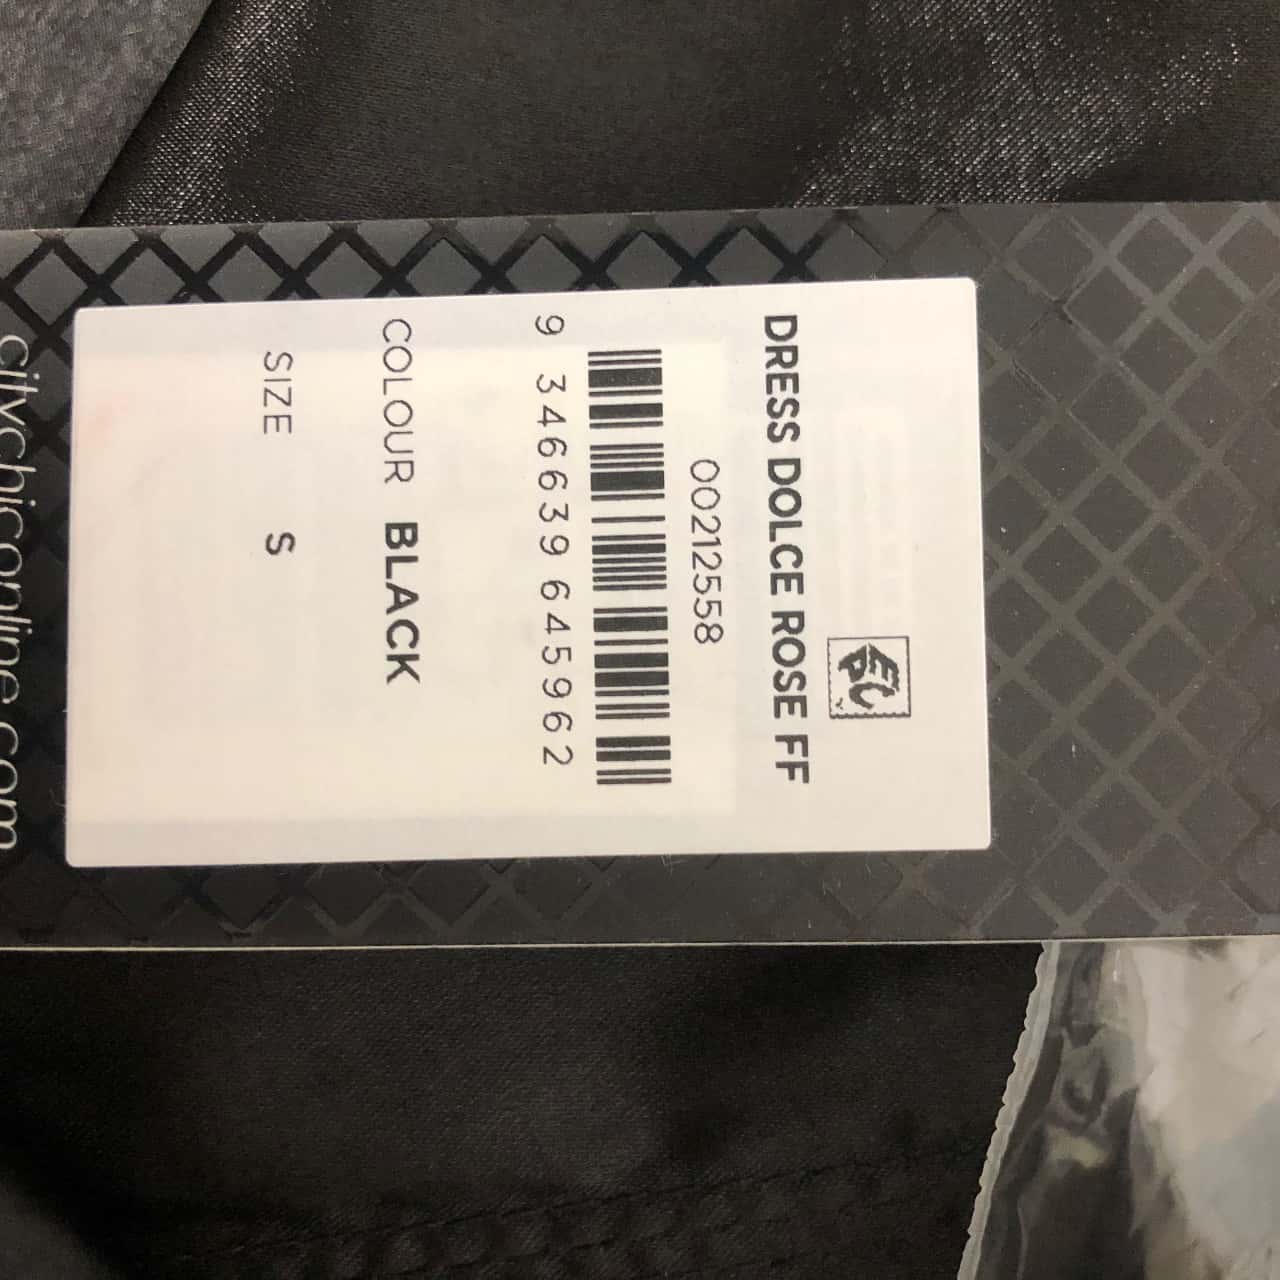 DRESS DOLCE ROSE FF
00212558
9 346639 645962
COLOUR BLACK
SIZE S
citychiconline.com